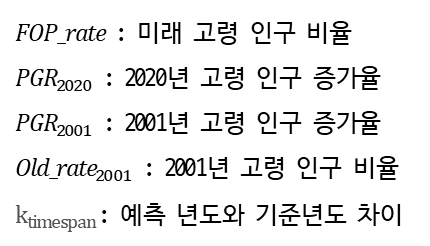 FOP_rate : 미래 고령 인구 비율
PGR2020 : 2020년 고령 인구 증가율
PGR2001 : 2001년 고령 인구 증가율
Old_rate2001 : 2001년 고령 인구 비율
ktimespan : 예측 년도와 기준년도 차이